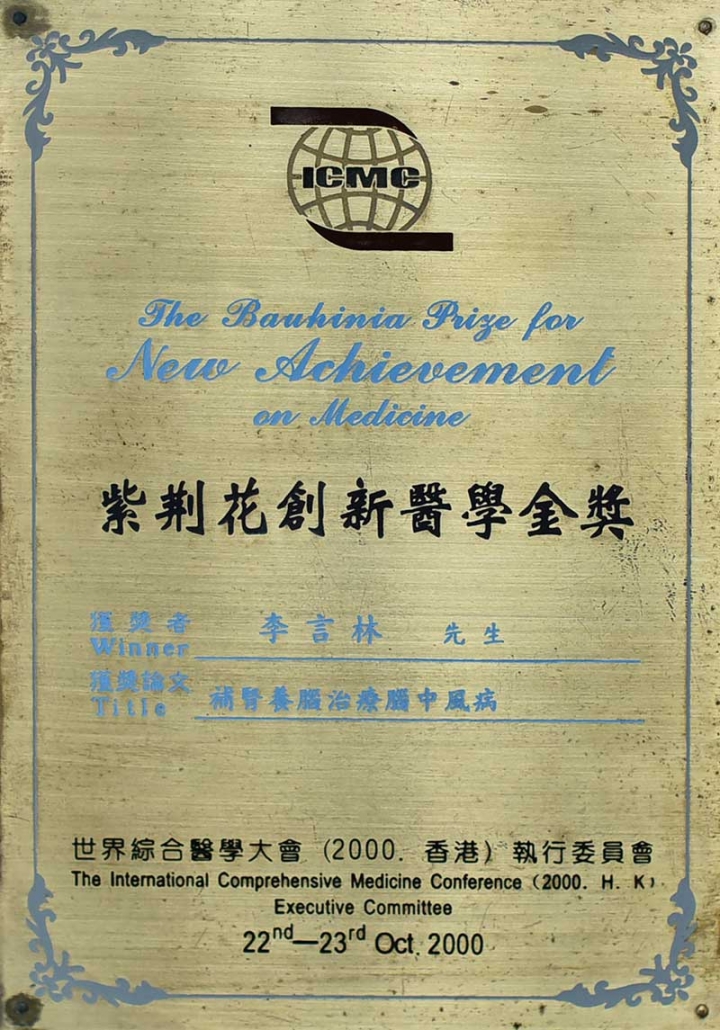 ICMC
The Bauhinia Prize for
New Achievement
on Medicine
紫荆花創新醫學金獎
獲獎者 李言林 先生
Winner
獲獎論文 補腎養腦治療腦中風病
Title
世界綜合醫學大會 (2000. 香港) 執行委員會
The International Comprehensive Medicine Conference (2000. H. K)
Executive Committee
22nd—23rd Oct. 2000